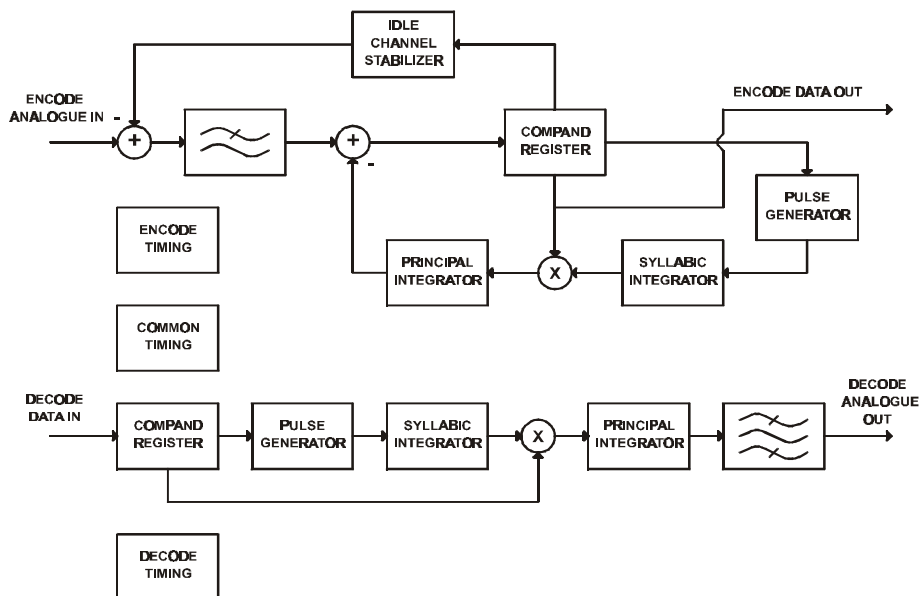 IDLE
CHANNEL
STABILIZER
ENCODE
ANALOGUE IN
-
+
+
-
COMPAND
REGISTER
ENCODE DATA OUT
PULSE
GENERATOR
ENCODE
TIMING
PRINCIPAL
INTEGRATOR
X
SYLLABIC
INTEGRATOR
COMMON
TIMING
DECODE
DATA IN
COMPAND
REGISTER
PULSE
GENERATOR
SYLLABIC
INTEGRATOR
X
PRINCIPAL
INTEGRATOR
DECODE
ANALOGUE
OUT
DECODE
TIMING